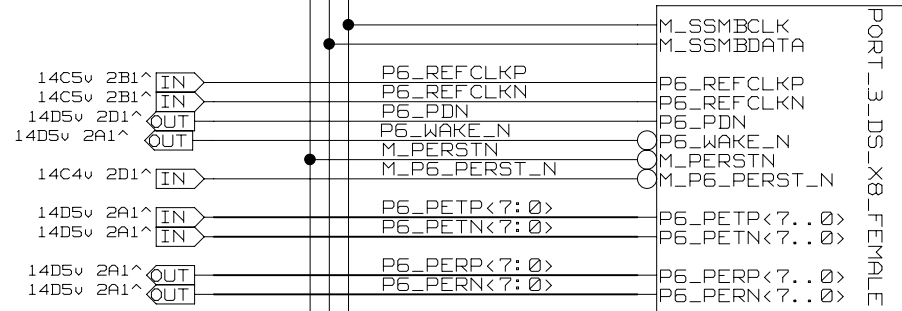 M_SSMBCLK
M_SSMBDATA
PORT_3_DS_X8_FEMALE
14C5v 2B1^ IN P6_REFCLKP P6_REFCLKP
14C5v 2B1^ IN P6_REFCLKN P6_REFCLKN
14D5v 2D1^ OUT P6_PDN P6_PDN
14D5v 2A1^ OUT P6_WAKE_N P6_WAKE_N
M_PERSTN M_PERSTN
14C4v 2D1^ IN M_P6_PERST_N M_P6_PERST_N
14D5v 2A1^ IN P6_PETP<7:0> P6_PETP<7..0>
14D5v 2A1^ IN P6_PETN<7:0> P6_PETN<7..0>
14D5v 2A1^ OUT P6_PERP<7:0> P6_PERP<7..0>
14D5v 2A1^ OUT P6_PERN<7:0> P6_PERN<7..0>